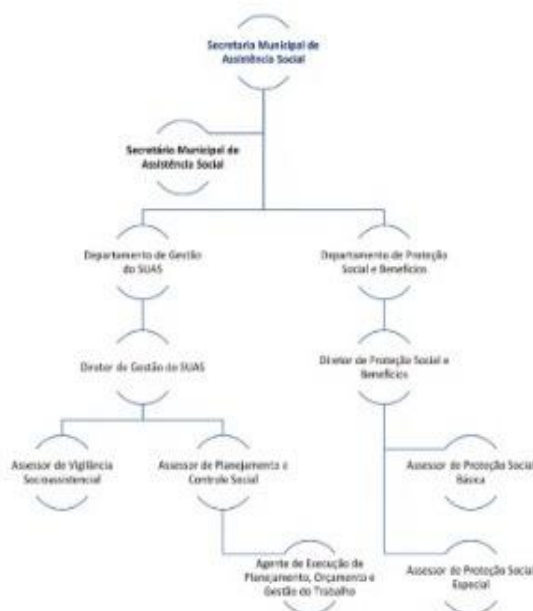 Secretaria Municipal de
Assistência Social
Secretário Municipal de
Assistência Social
Departamento de Gestão
do SUAS
Departamento de Proteção
Social e Benefícios
Diretor de Gestão do SUAS
Diretor de Proteção Social e
Benefícios
Assessor de Vigilância
Socioassistencial
Assessor de Planejamento e
Controle Social
Assessor de Proteção Social
Básica
Agente de Execução de
Planejamento, Orçamento e
Gestão do Trabalho
Assessor de Proteção Social
Especial